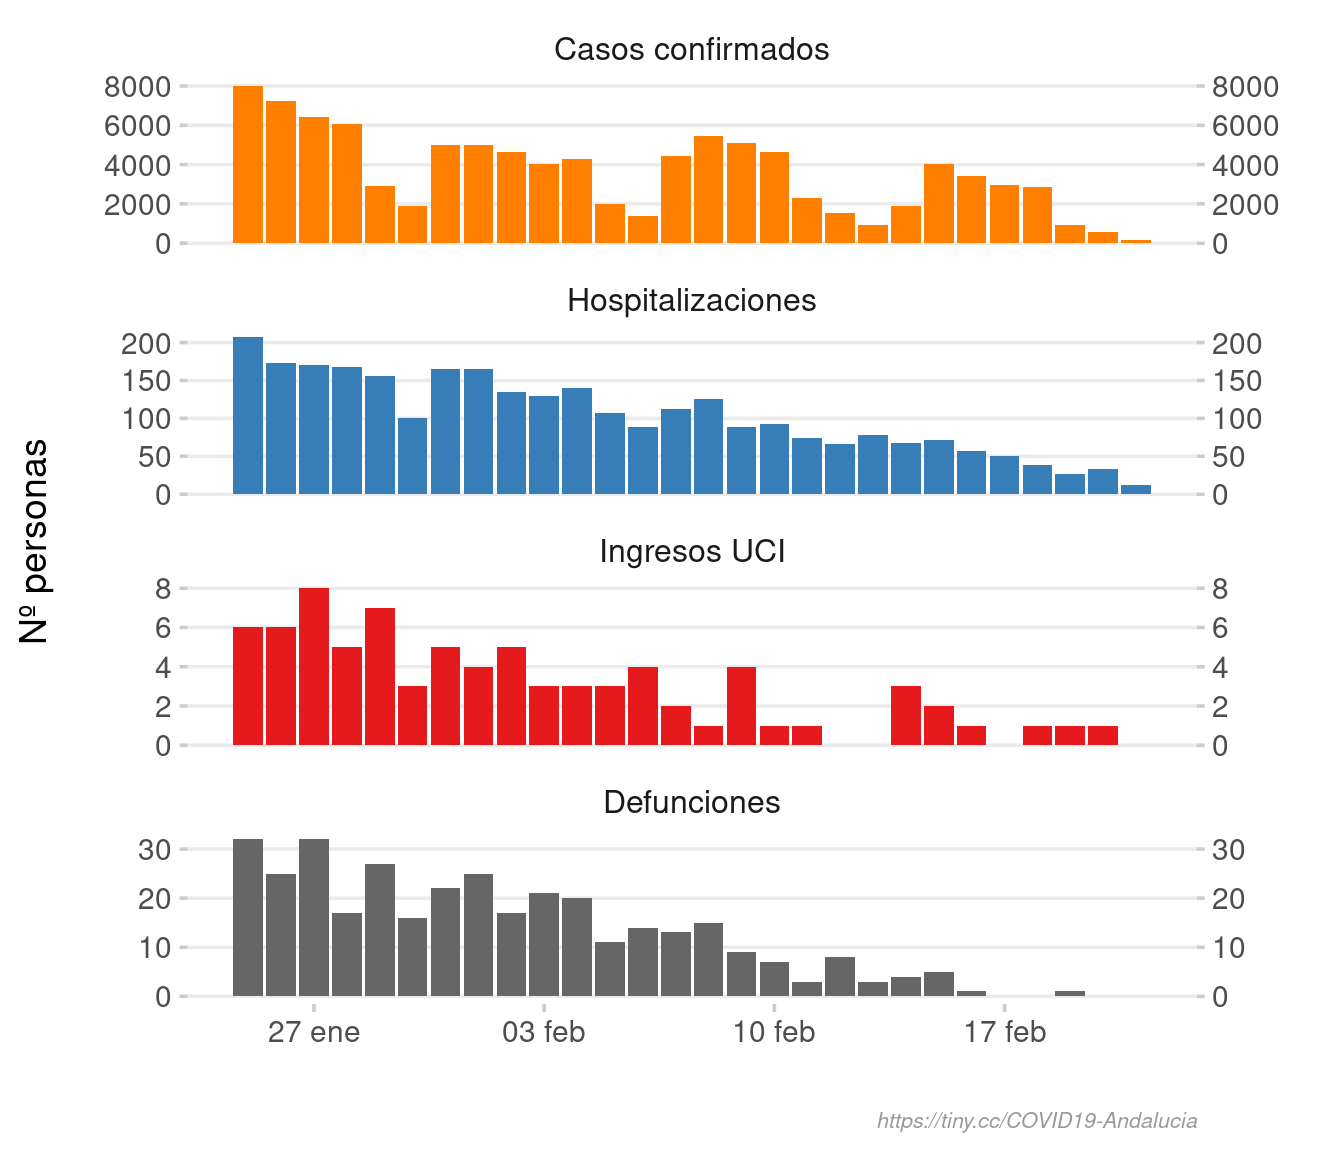 Casos confirmados
8000 8000
6000 6000
4000 4000
2000 2000
0 0
Hospitalizaciones
200 200
150 150
100 100
50 50
0 0
Nº personas
Ingresos UCI
8 8
6 6
4 4
2 2
0 0
Defunciones
30 30
20 20
10 10
0 0
27 ene 03 feb 10 feb 17 feb
https://tiny.cc/COVID19-Andalucia